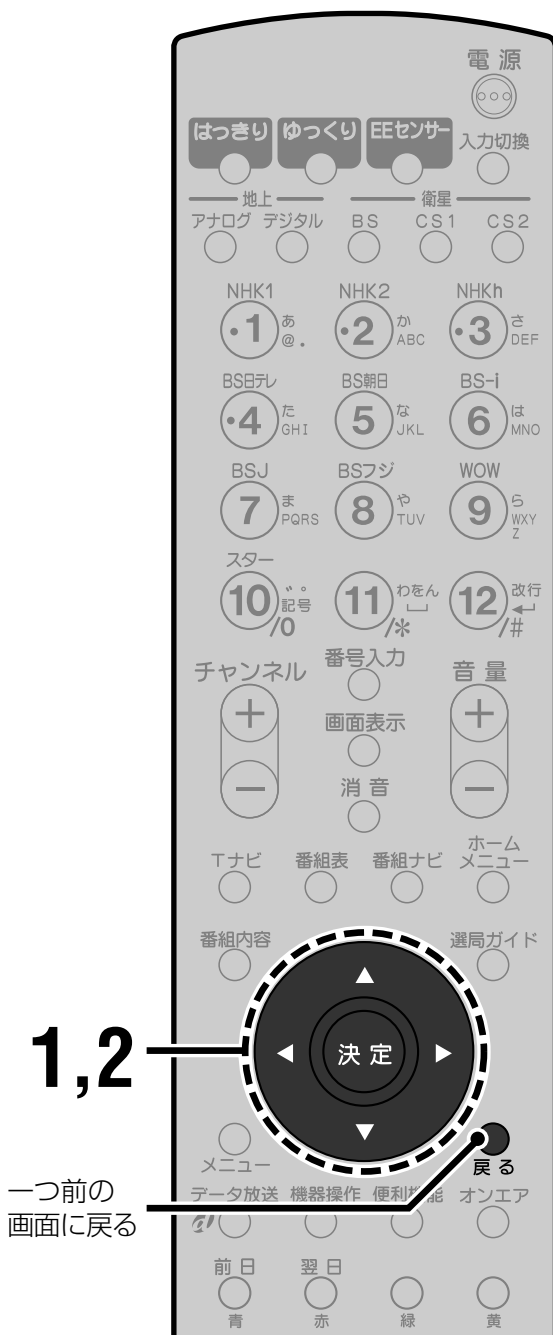 電源
はっきり ゆっくり EEセンサー 入力切換
地上 衛星
アナログ デジタル BS CS1 CS2
NHK1 NHK2 NHKh
・1 あ @. ・2 か ABC ・3 さ DEF
BS日テレ BS朝日 BS-i
・4 た GHI 5 な JKL 6 は MNO
BSJ BSフジ WOW
7 ま PQRS 8 や TUV 9 ら WXYZ
スター
10/0 ゛゜ 記号 11/* わをん ␣ 12/# 改行 ↲
チャンネル 番号入力 音量
+ 画面表示 +
- 消音 -
Tナビ 番組表 番組ナビ ホームメニュー
番組内容 選局ガイド
▲
1,2 ◀ 決定 ▶
▼
メニュー 戻る
一つ前の
画面に戻る
データ放送 機器操作 便利機能 オンエア
d
前日 翌日
青 赤 緑 黄